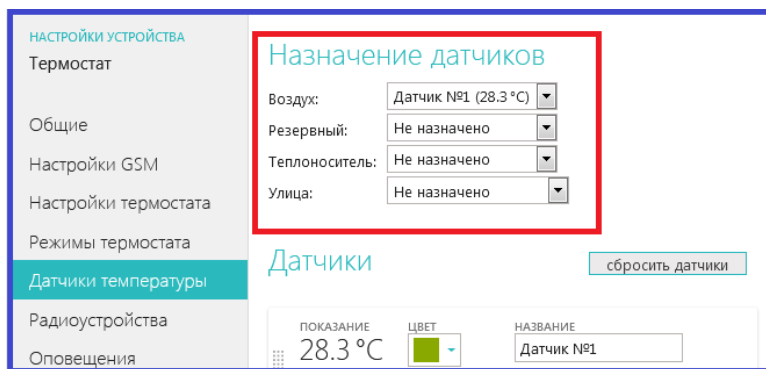 НАСТРОЙКИ УСТРОЙСТВА
Термостат
Общие
Настройки GSM
Настройки термостата
Режимы термостата
Датчики температуры
Радиоустройства
Оповещения
Назначение датчиков
Воздух: Датчик №1 (28.3 °C)
Резервный: Не назначено
Теплоноситель: Не назначено
Улица: Не назначено
Датчики сбросить датчики
ПОКАЗАНИЕ ЦВЕТ НАЗВАНИЕ
28.3 °C Датчик №1